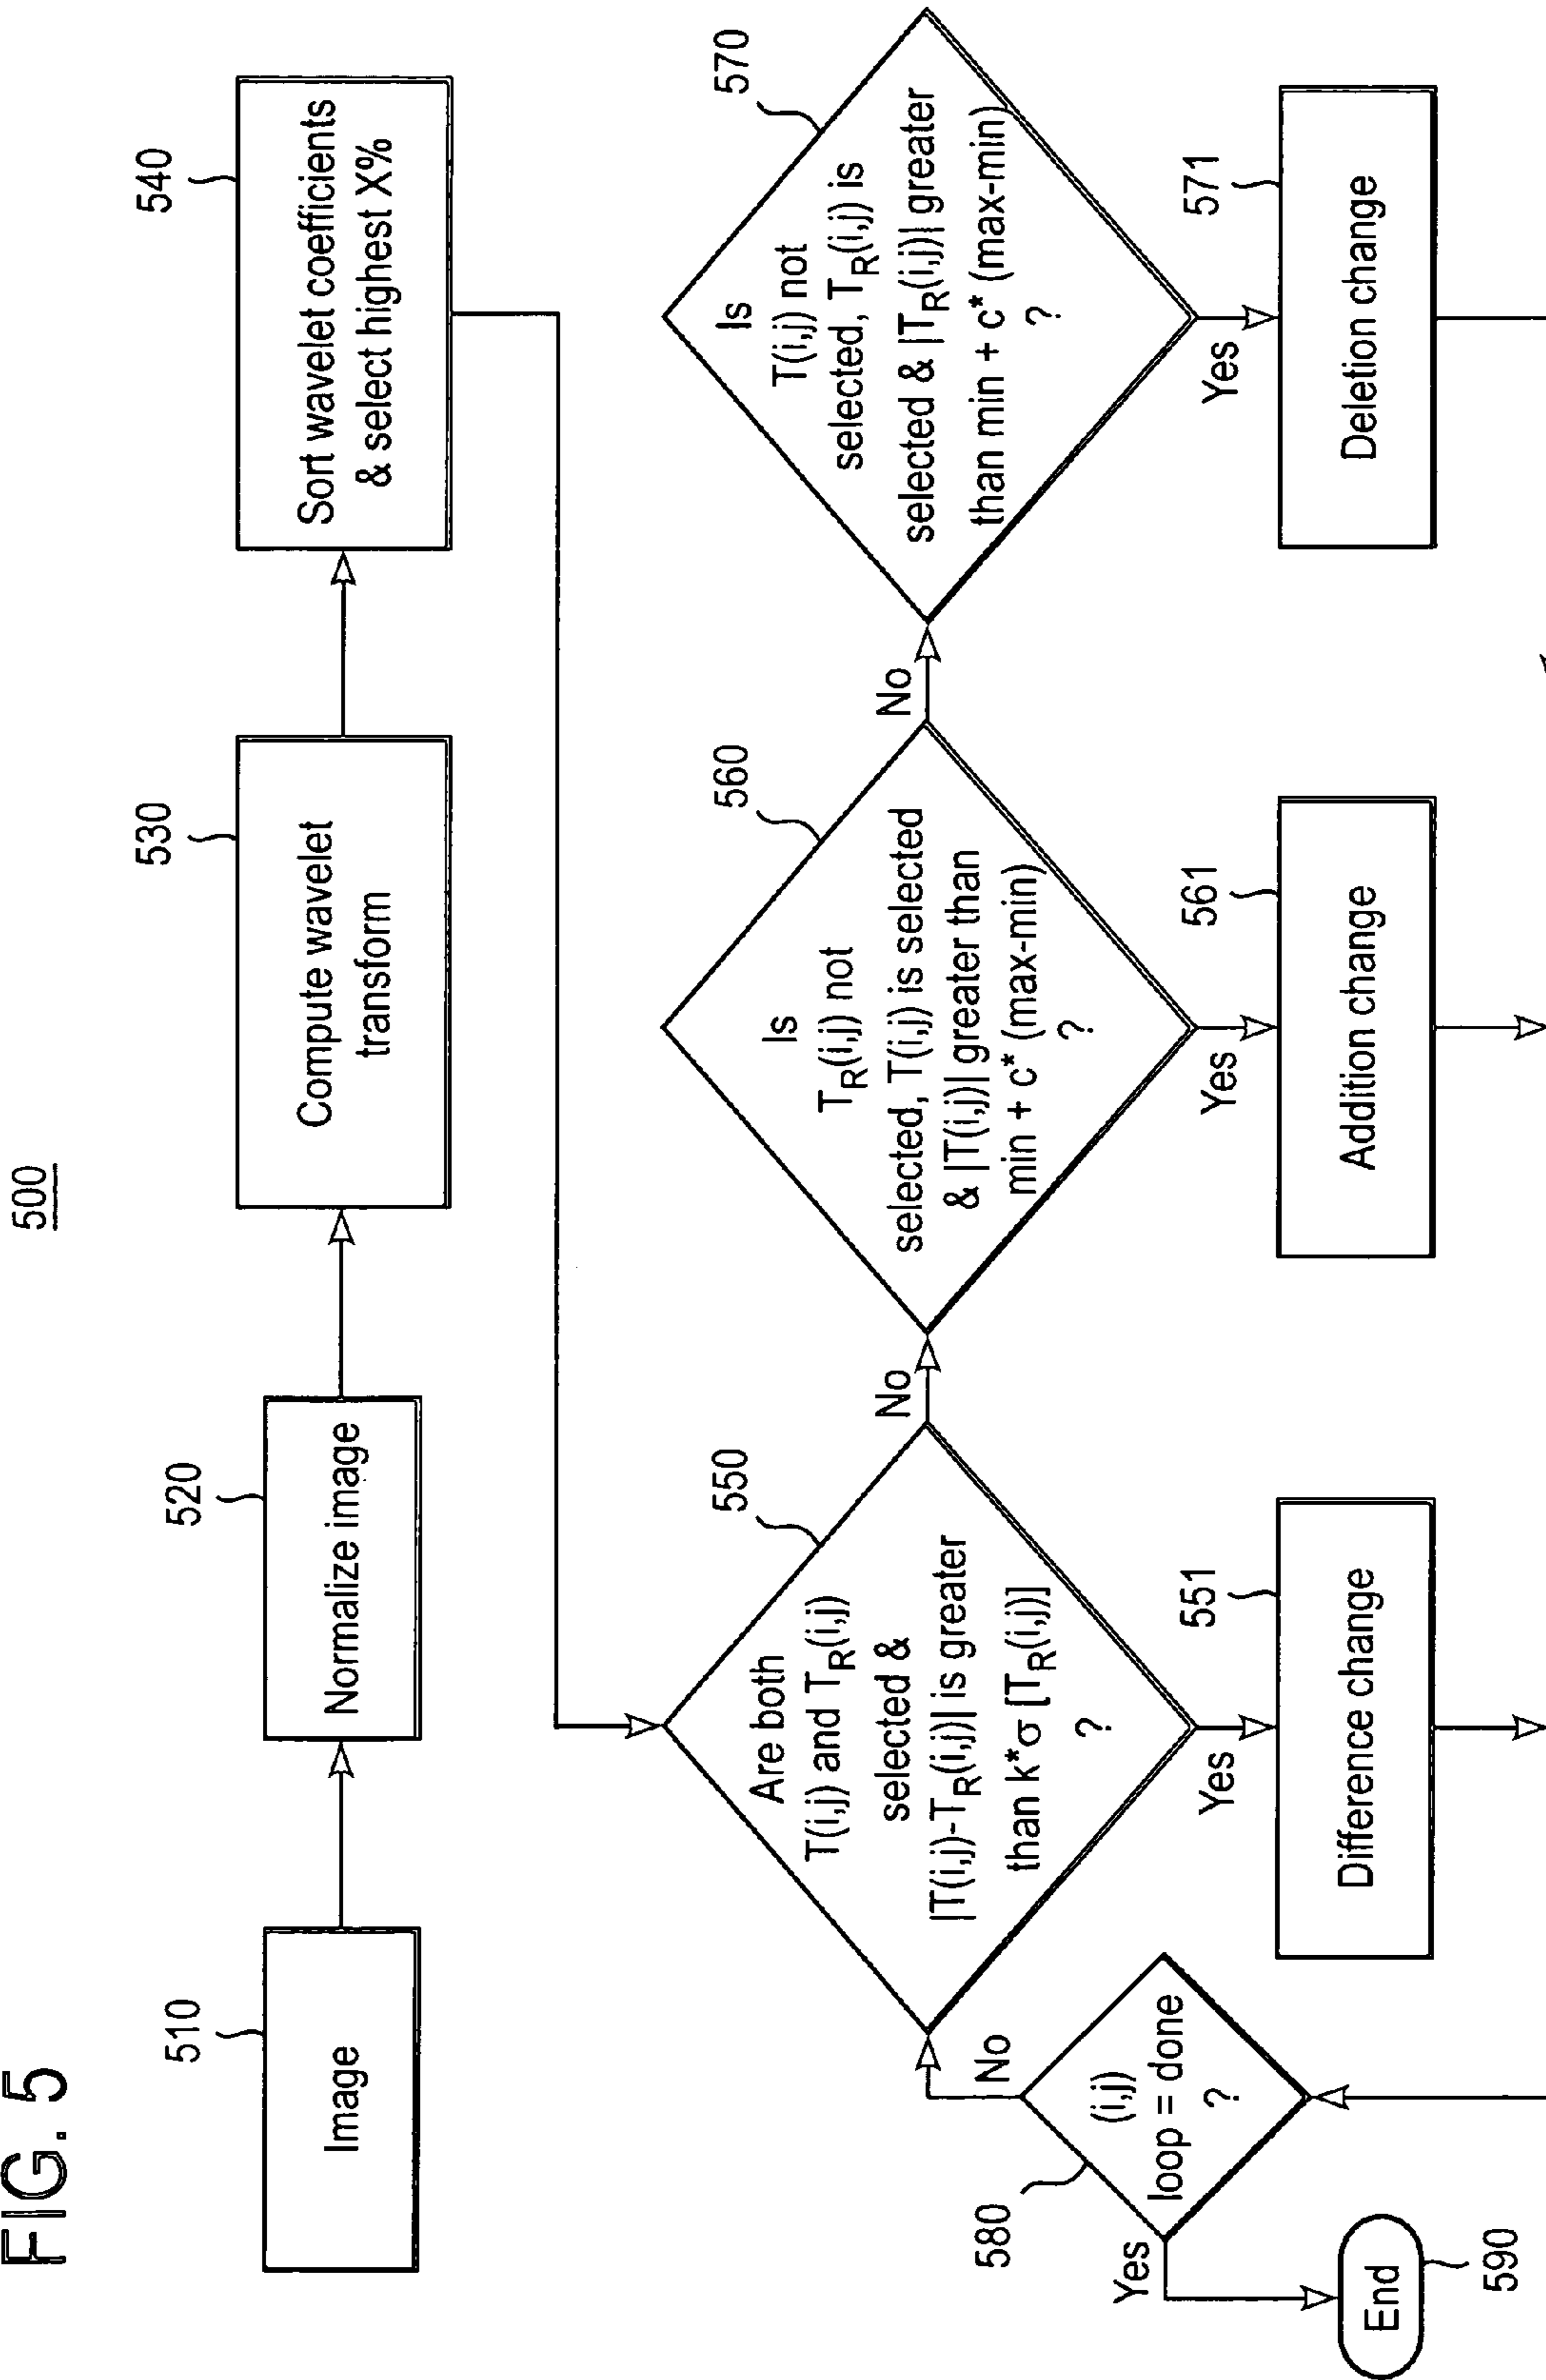 FIG. 5
500
510
Image
520
Normalize image
530
Compute wavelet
transform
540
Sort wavelet coefficients
& select highest X%
550
Are both
T(i,j) and T_R(i,j)
selected &
|T(i,j)-T_R(i,j)| is greater
than k*σ [T_R(i,j)]
?
No
Yes
551
Difference change
560
Is
T_R(i,j) not
selected, T(i,j) is selected
& |T(i,j)| greater than
min + c* (max-min)
?
No
Yes
561
Addition change
570
Is
T(i,j) not
selected, T_R(i,j) is
selected & |T_R(i,j)| greater
than min + c* (max-min)
?
Yes
571
Deletion change
580
(i,j)
loop = done
?
No
Yes
End
590